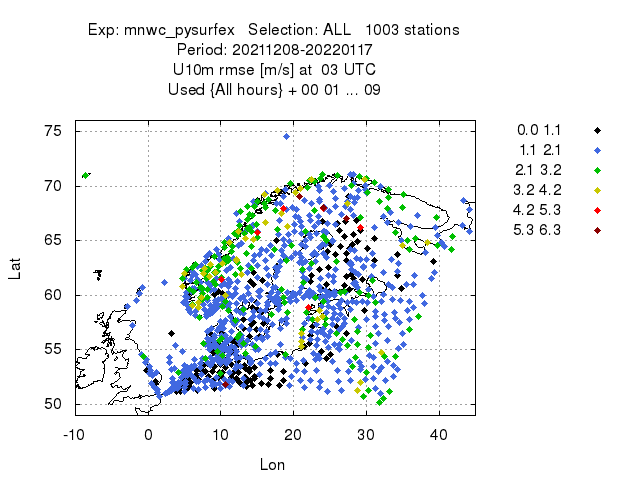 Exp: mnwc_pysurfex   Selection: ALL   1003 stations
Period: 20211208-20220117
U10m rmse [m/s] at  03 UTC
Used {All hours} + 00 01 ... 09
0.0 1.1
1.1 2.1
2.1 3.2
3.2 4.2
4.2 5.3
5.3 6.3
75
70
65
60
55
50
Lat
-10 0 10 20 30 40
Lon